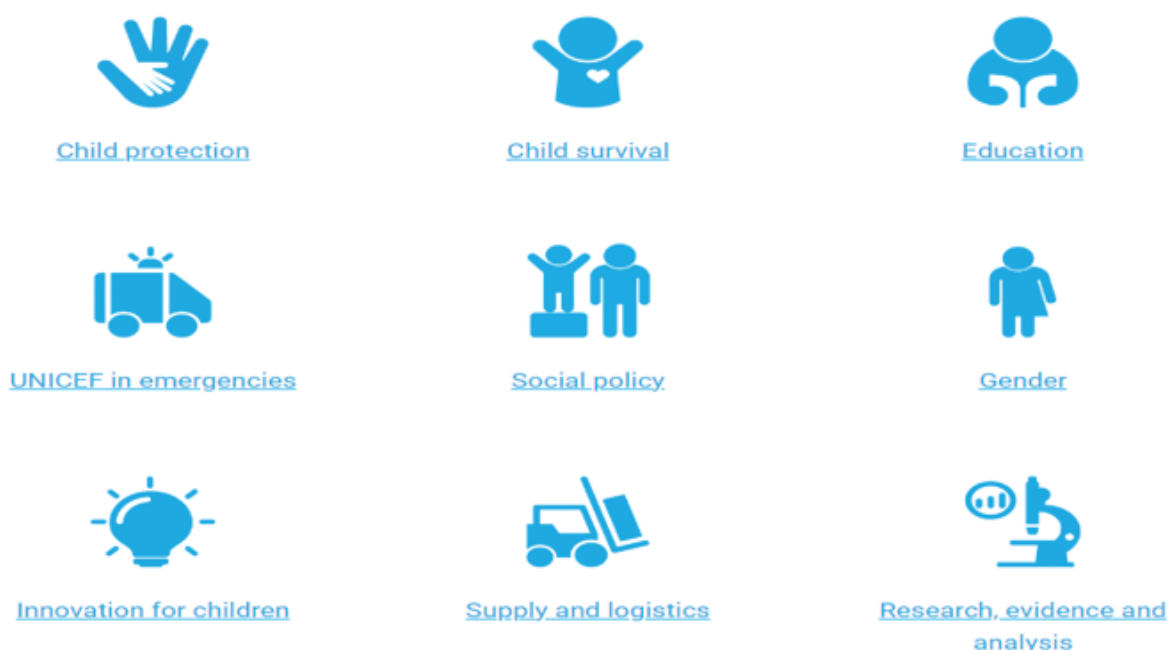 Child protection
Child survival
Education
UNICEF in emergencies
Social policy
Gender
Innovation for children
Supply and logistics
Research, evidence and
analysis